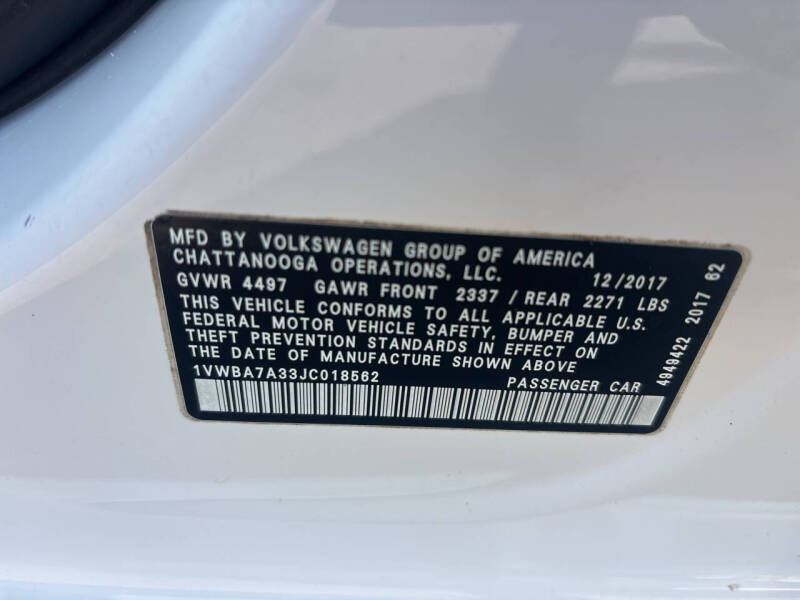 MFD BY VOLKSWAGEN GROUP OF AMERICA
CHATTANOOGA OPERATIONS, LLC. 12/2017
GVWR 4497 GAWR FRONT 2337 / REAR 2271 LBS
THIS VEHICLE CONFORMS TO ALL APPLICABLE U.S.
FEDERAL MOTOR VEHICLE SAFETY, BUMPER AND
THEFT PREVENTION STANDARDS IN EFFECT ON
THE DATE OF MANUFACTURE SHOWN ABOVE
1VWBA7A33JC018562 PASSENGER CAR
4949422 2017 62